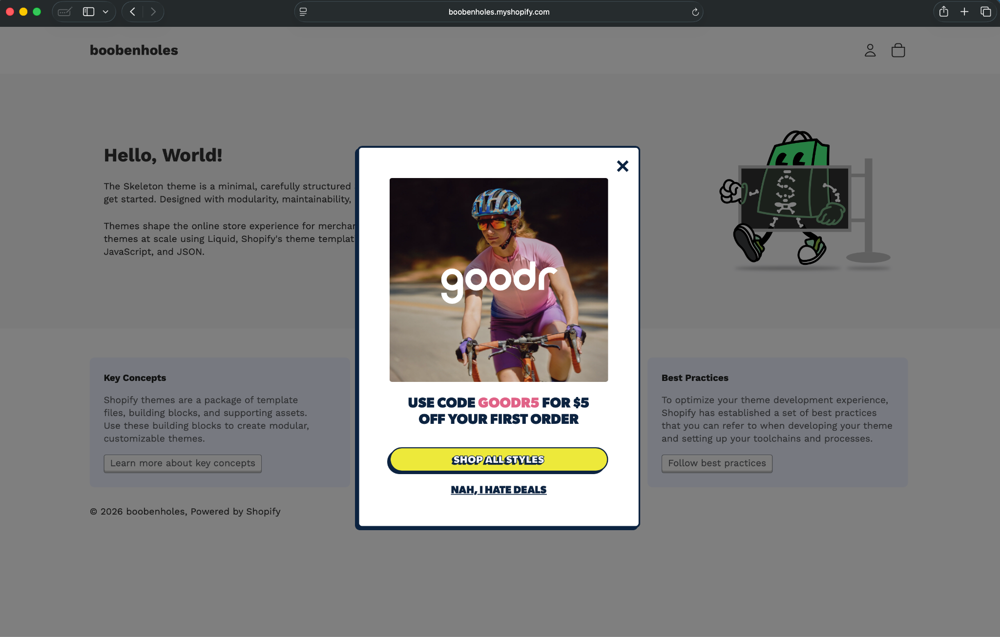 boobenholes.myshopify.com
boobenholes
Hello, World!
The Skeleton theme is a minimal, carefully structured
get started. Designed with modularity, maintainability,
Themes shape the online store experience for
themes at scale using Liquid, Shopify's theme
JavaScript, and JSON.
goodr
USE CODE GOODR5 FOR $5
OFF YOUR FIRST ORDER
SHOP ALL STYLES
NAH, I HATE DEALS
Key Concepts
Shopify themes are a package of template
files, building blocks, and supporting assets.
Use these building blocks to create modular,
customizable themes.
Learn more about key concepts
Best Practices
To optimize your theme development experience,
Shopify has established a set of best practices
that you can refer to when developing your theme
and setting up your toolchains and processes.
Follow best practices
© 2026 boobenholes, Powered by Shopify